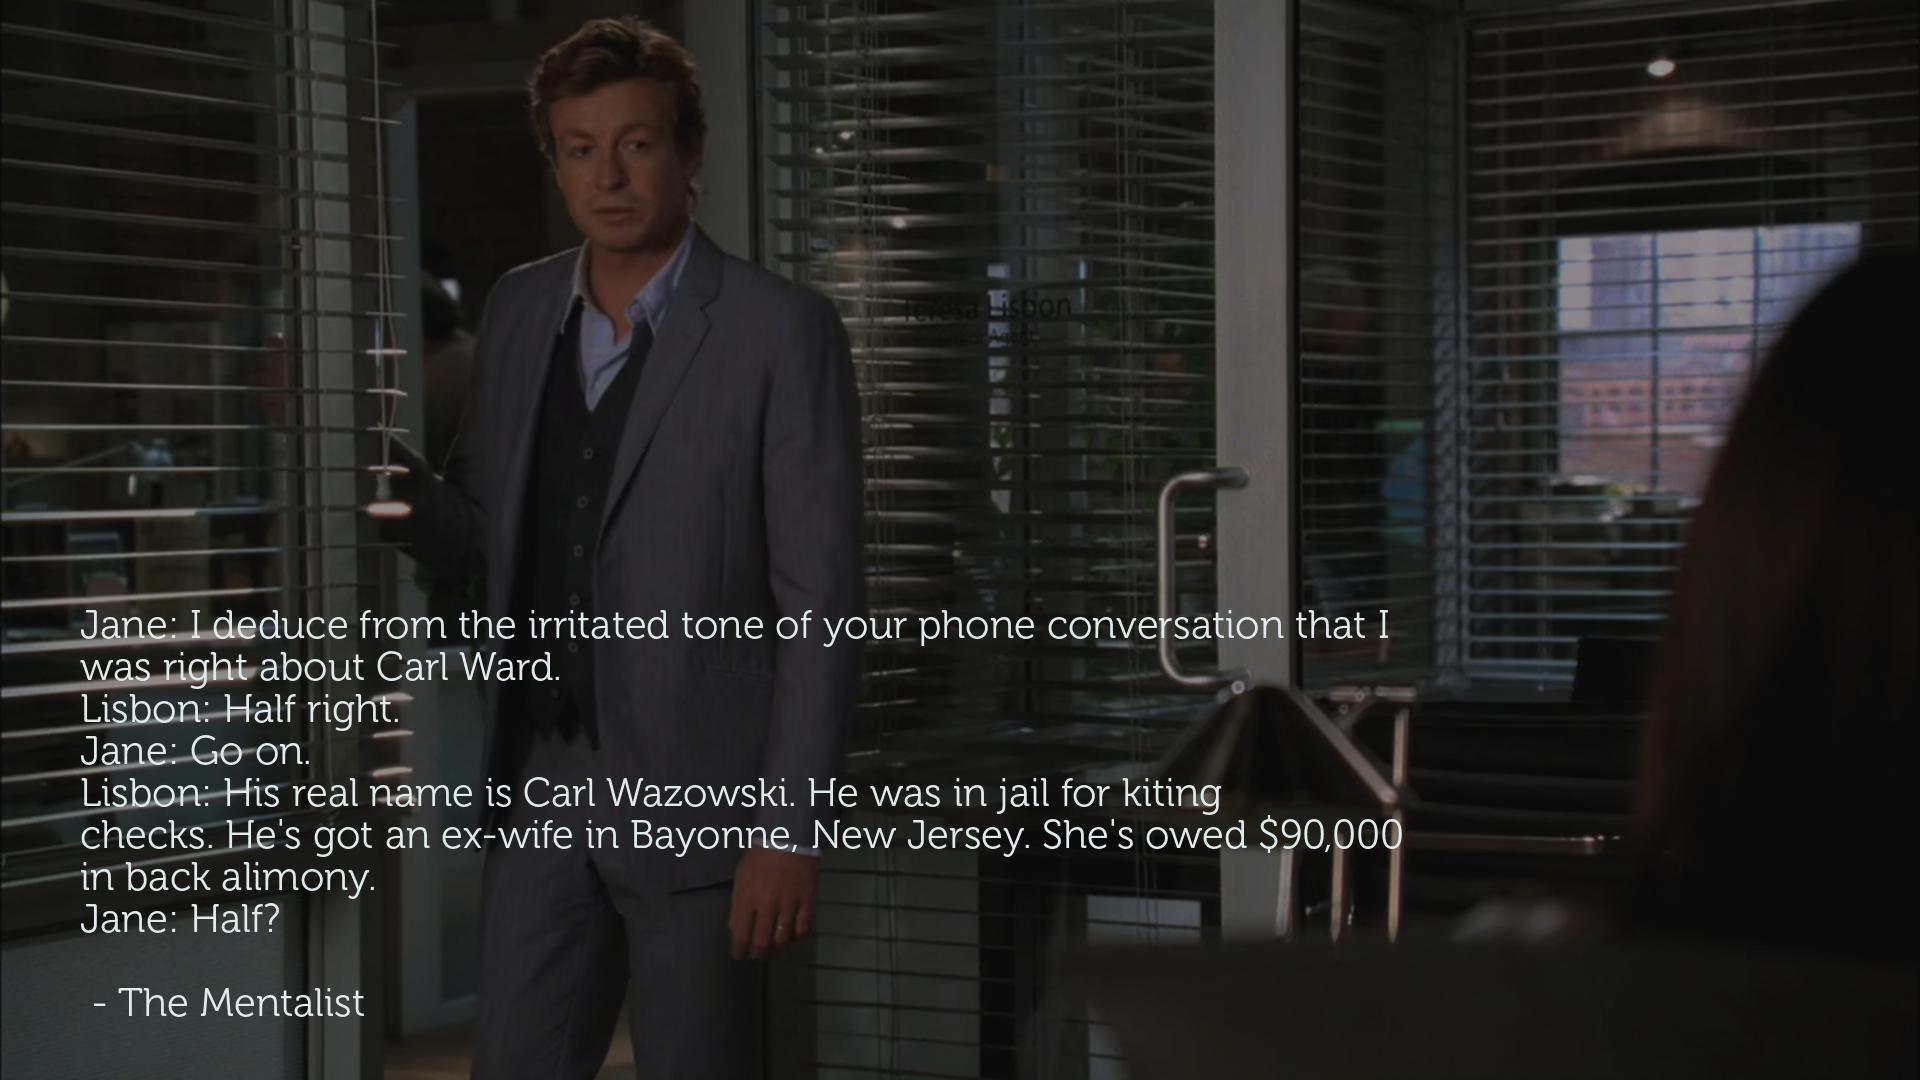 Teresa Lisbon
Jane: I deduce from the irritated tone of your phone conversation that I
was right about Carl Ward.
Lisbon: Half right.
Jane: Go on.
Lisbon: His real name is Carl Wazowski. He was in jail for kiting
checks. He's got an ex-wife in Bayonne, New Jersey. She's owed $90,000
in back alimony.
Jane: Half?
- The Mentalist